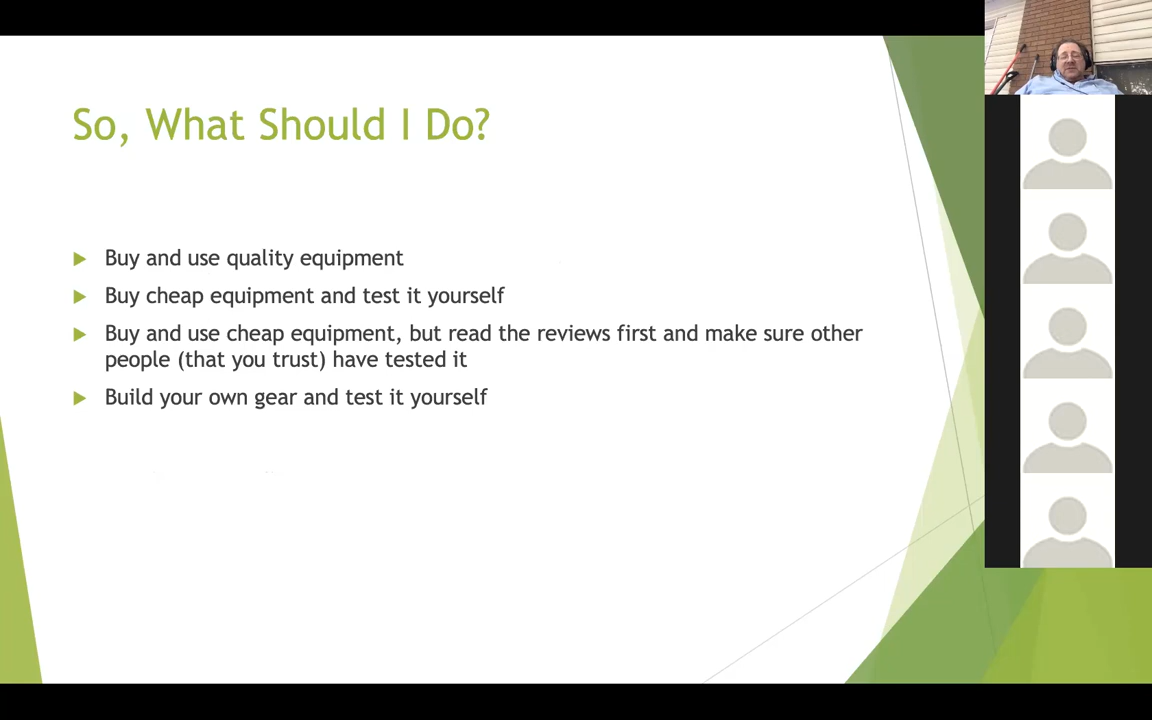 So, What Should I Do?
Buy and use quality equipment
Buy cheap equipment and test it yourself
Buy and use cheap equipment, but read the reviews first and make sure other
people (that you trust) have tested it
Build your own gear and test it yourself